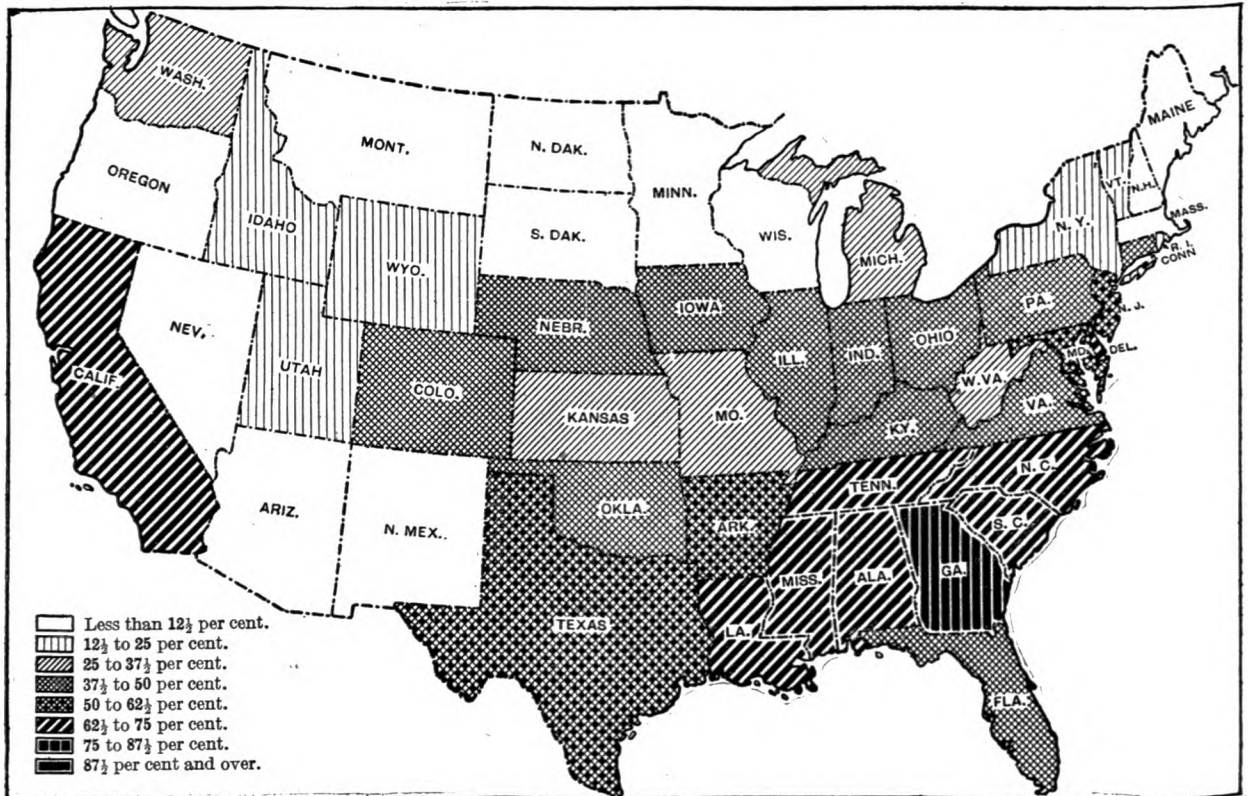 WASH.
MONT.
N. DAK.
MINN.
MAINE
OREGON
IDAHO
S. DAK.
WIS.
MICH.
VT.
N.H.
N. Y.
MASS.
R. I.
CONN
WYO.
NEBR.
IOWA
PA.
N. J.
NEV,
UTAH
COLO.
ILL.
IND.
OHIO
MD.
DEL.
W.VA.
VA.
CALIF.
KANSAS
MO.
KY.
ARIZ.
N. MEX.
OKLA.
ARK.
TENN.
N. C.
S. C.
MISS.
ALA.
GA.
TEXAS
LA.
FLA.
Less than 12½ per cent.
12½ to 25 per cent.
25 to 37½ per cent.
37½ to 50 per cent.
50 to 62½ per cent.
62½ to 75 per cent.
75 to 87½ per cent.
87½ per cent and over.